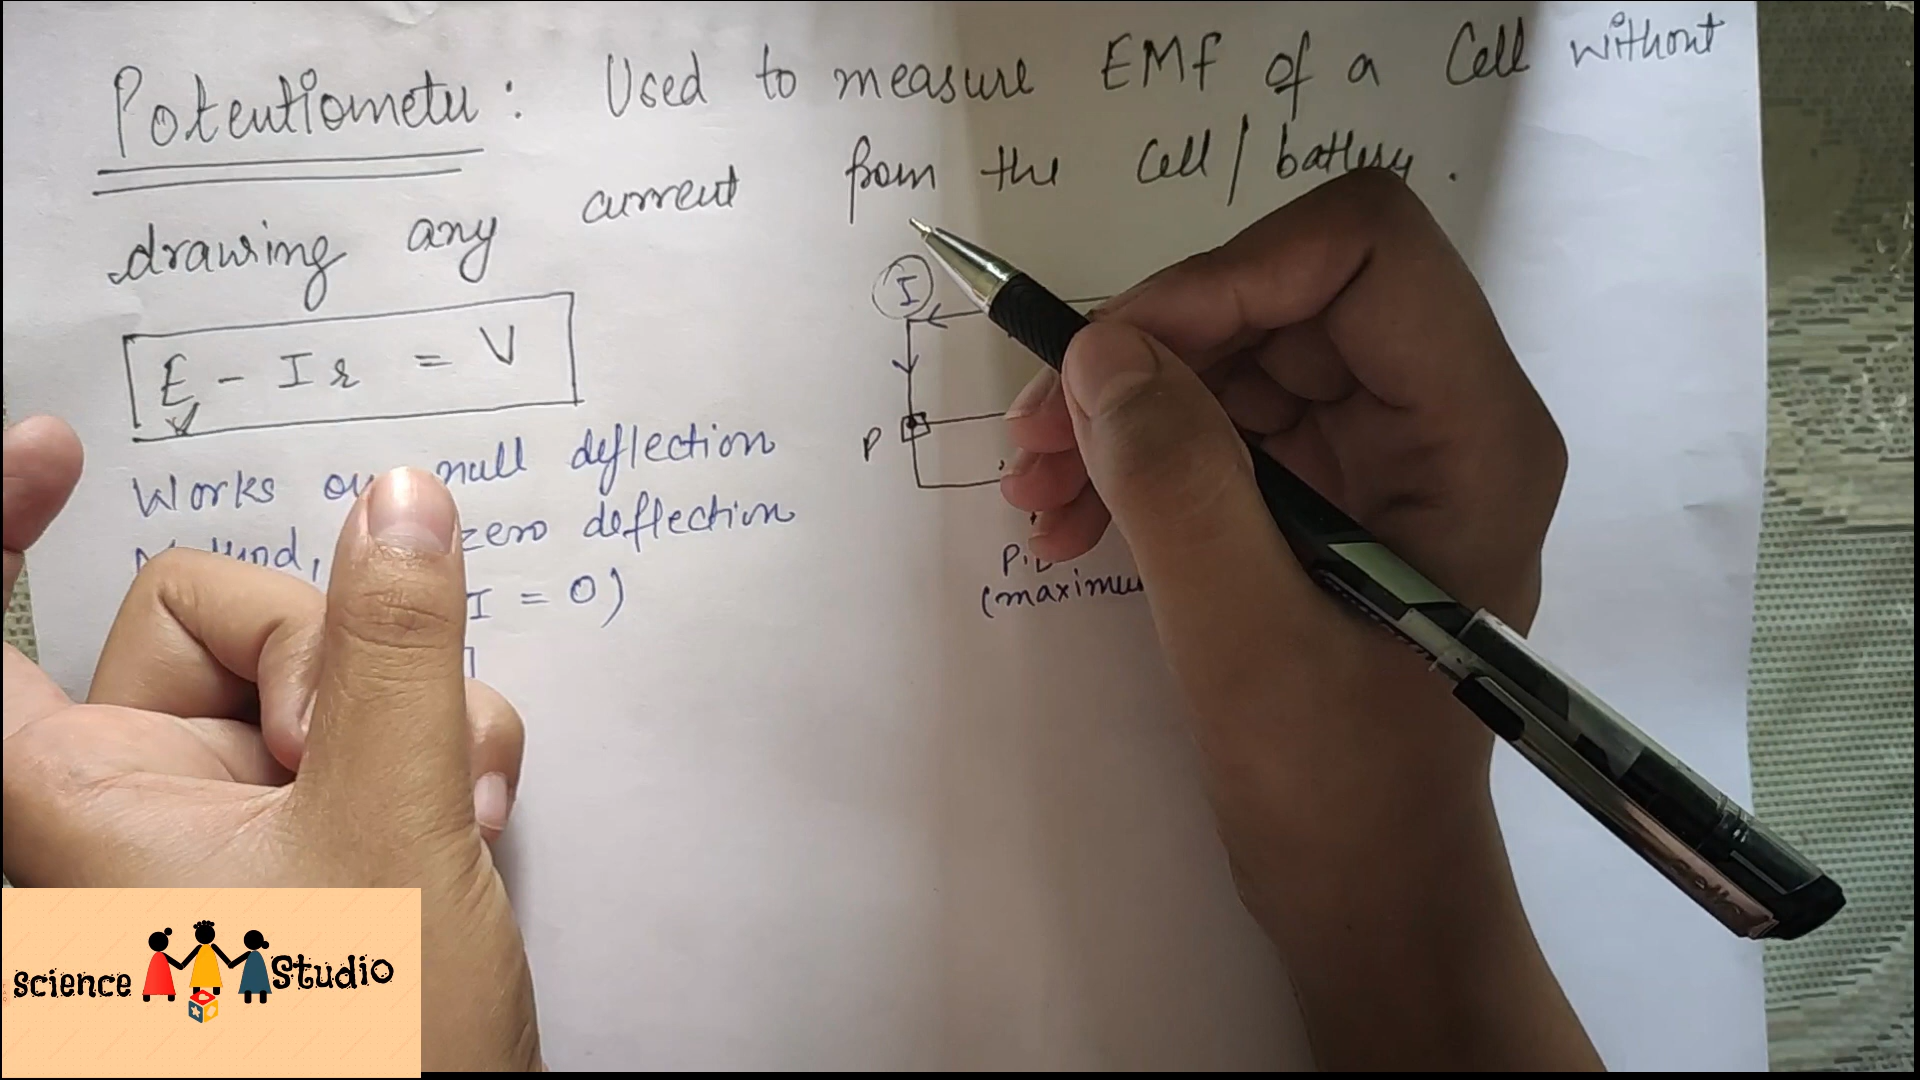 Potentiometer : Used to measure EMF of a Cell without
drawing any current from the Cell / battery .
E - Ir = V
I
Works on null deflection
zero deflection
I = 0)
P
P.D
(maximum
Science Studio